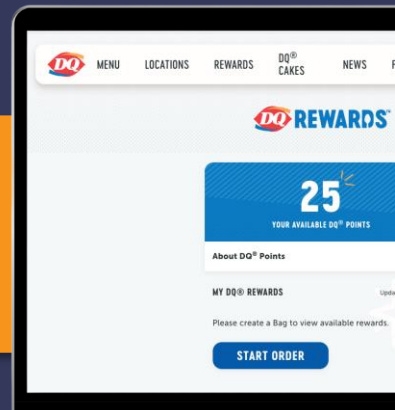 DQ MENU LOCATIONS REWARDS DQ® CAKES NEWS
DQ REWARDS™
25
YOUR AVAILABLE DQ® POINTS
About DQ® Points
MY DQ® REWARDS
Please create a Bag to view available rewards.
START ORDER